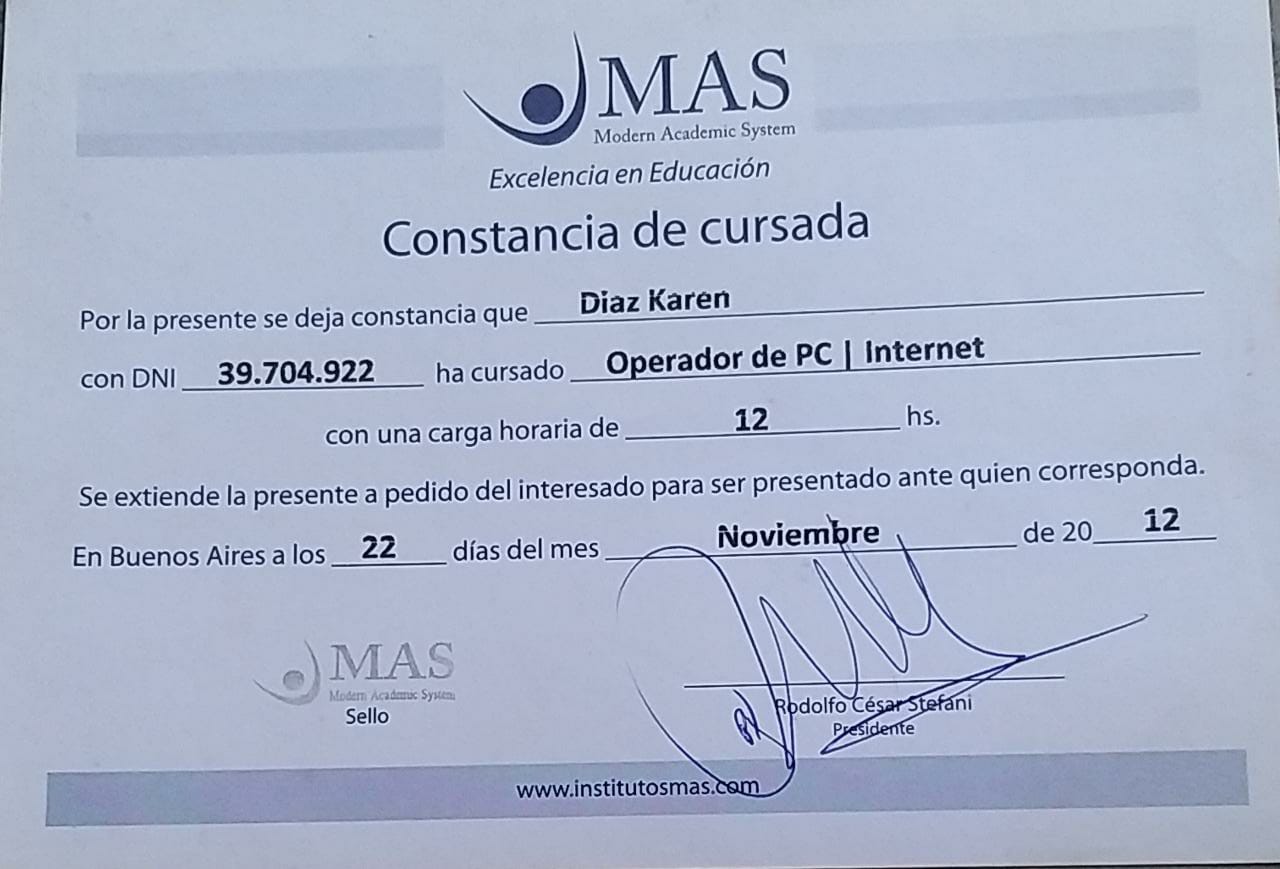 MAS
Modern Academic System
Excelencia en Educación
Constancia de cursada
Por la presente se deja constancia que Diaz Karen
con DNI 39.704.922 ha cursado Operador de PC | Internet
con una carga horaria de 12 hs.
Se extiende la presente a pedido del interesado para ser presentado ante quien corresponda.
En Buenos Aires a los 22 días del mes Noviembre de 20 12
MAS
Modern Academic System
Sello
Rodolfo César Stefani
Presidente
www.institutosmas.com